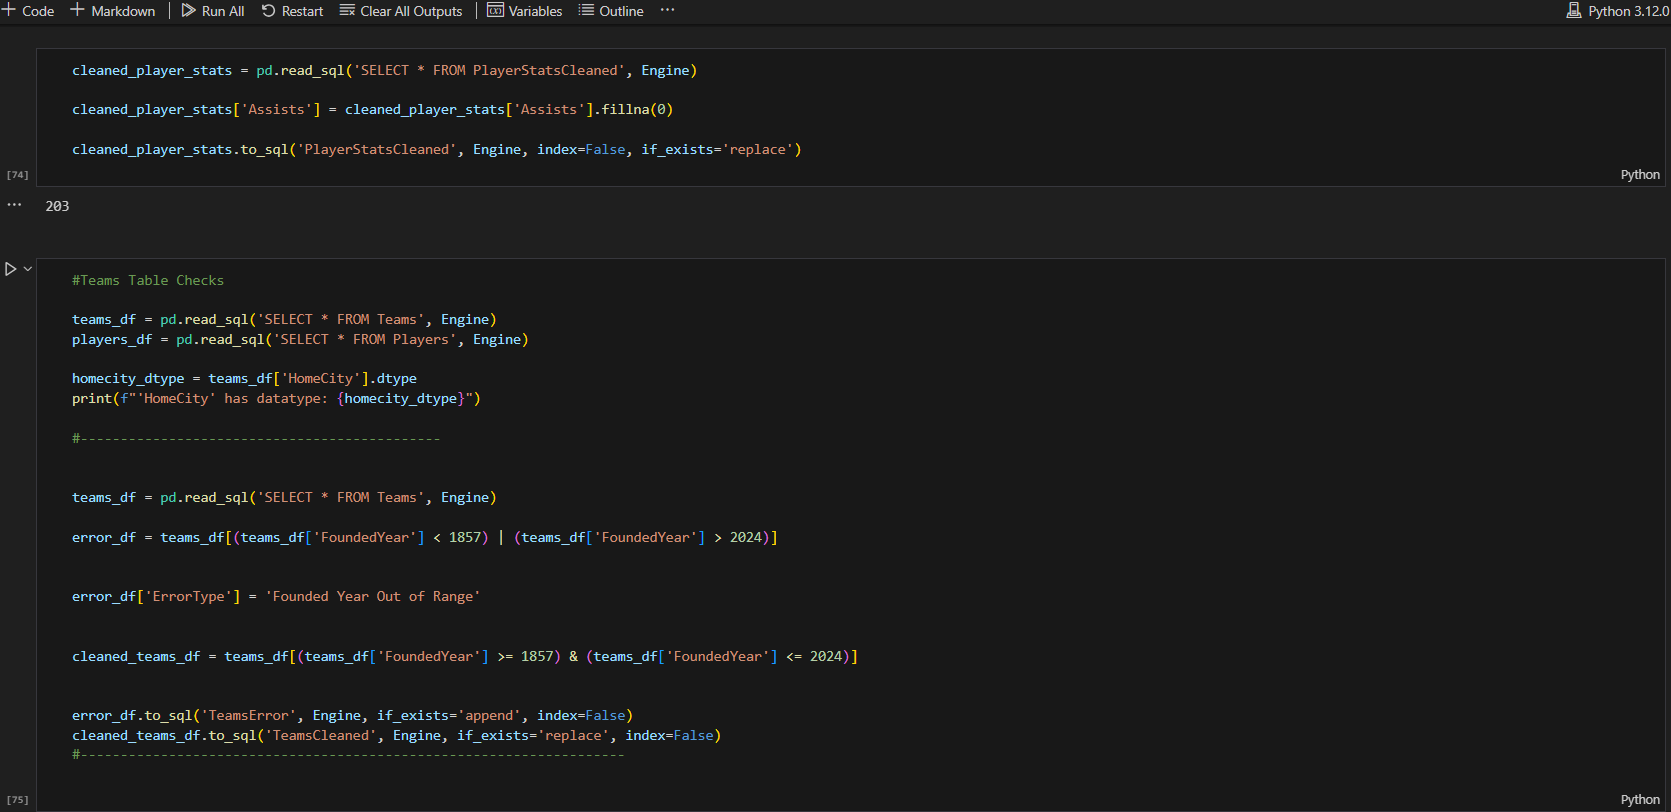 + Code + Markdown | Run All Restart Clear All Outputs | Variables Outline ... Python 3.12.0
cleaned_player_stats = pd.read_sql('SELECT * FROM PlayerStatsCleaned', Engine)
cleaned_player_stats['Assists'] = cleaned_player_stats['Assists'].fillna(0)
cleaned_player_stats.to_sql('PlayerStatsCleaned', Engine, index=False, if_exists='replace')
[74] Python
... 203
#Teams Table Checks
teams_df = pd.read_sql('SELECT * FROM Teams', Engine)
players_df = pd.read_sql('SELECT * FROM Players', Engine)
homecity_dtype = teams_df['HomeCity'].dtype
print(f"'HomeCity' has datatype: {homecity_dtype}")
#---------------------------------------------
teams_df = pd.read_sql('SELECT * FROM Teams', Engine)
error_df = teams_df[(teams_df['FoundedYear'] < 1857) | (teams_df['FoundedYear'] > 2024)]
error_df['ErrorType'] = 'Founded Year Out of Range'
cleaned_teams_df = teams_df[(teams_df['FoundedYear'] >= 1857) & (teams_df['FoundedYear'] <= 2024)]
error_df.to_sql('TeamsError', Engine, if_exists='append', index=False)
cleaned_teams_df.to_sql('TeamsCleaned', Engine, if_exists='replace', index=False)
#--------------------------------------------------------------------
[75] Python